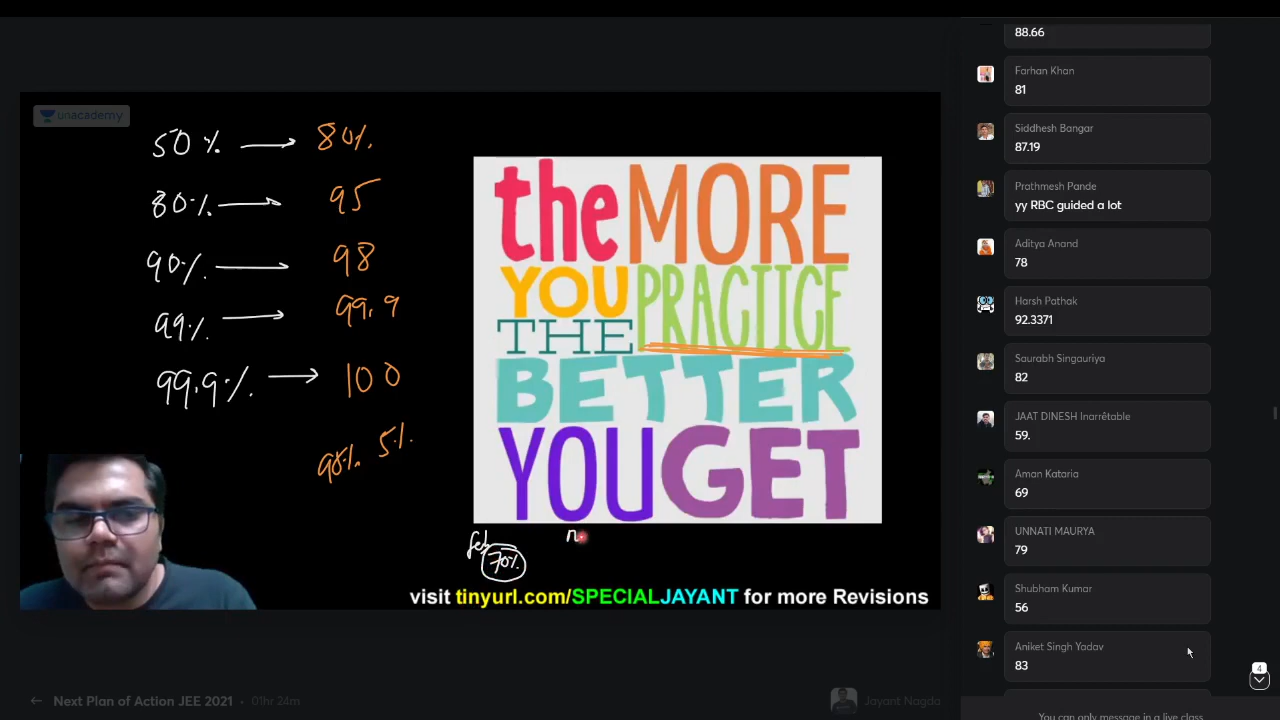 unacademy
50% → 80%
80% → 95
90% → 98
99% → 99.9
99.9% → 100
98% 5%
the MORE
YOU PRACTICE
THE
BETTER
YOU GET
feb 70%
visit tinyurl.com/SPECIALJAYANT for more Revisions
← Next Plan of Action JEE 2021 • 01hr 24m
Jayant Nagda
88.66
Farhan Khan
81
Siddhesh Bangar
87.19
Prathmesh Pande
yy RBC guided a lot
Aditya Anand
78
Harsh Pathak
92.3371
Saurabh Singauriya
82
JAAT DINESH Inarrêtable
59.
Aman Kataria
69
UNNATI MAURYA
79
Shubham Kumar
56
Aniket Singh Yadav
83
4
You can only message in a live class